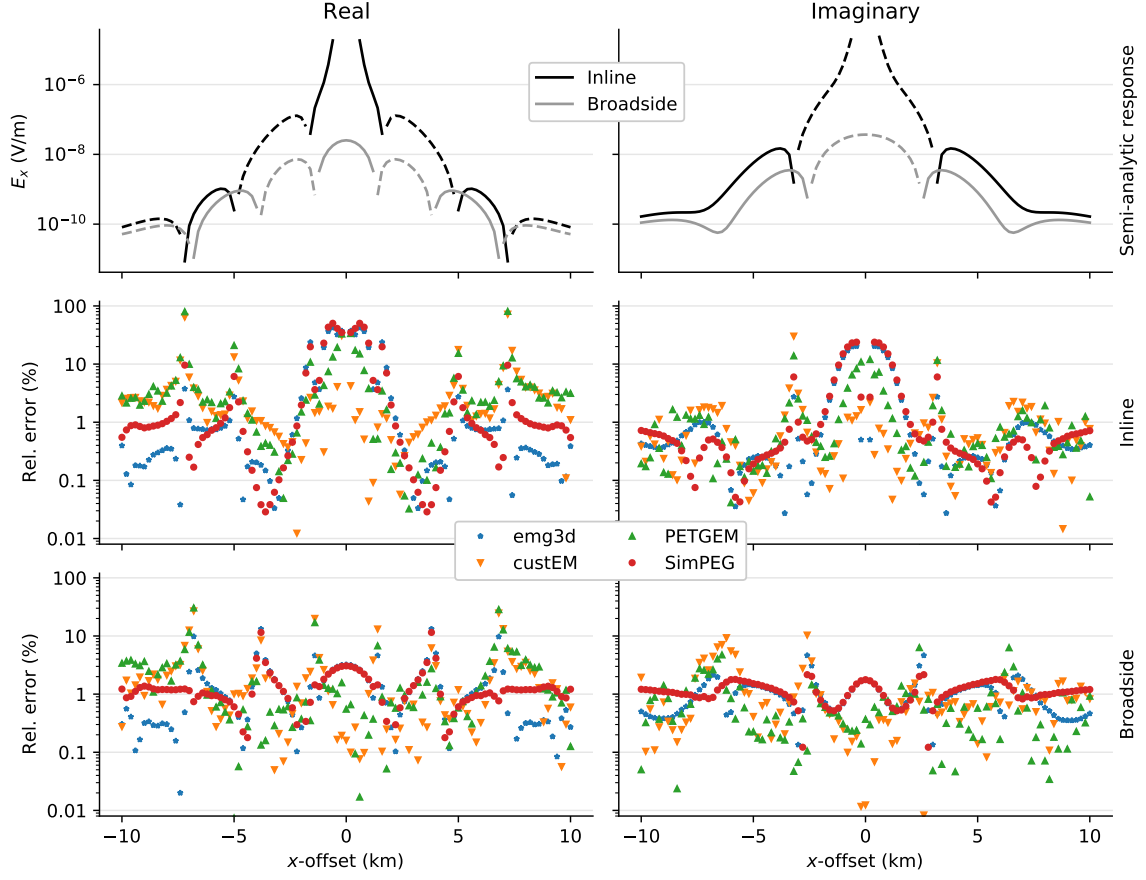 Real
Imaginary
10⁻⁶
10⁻⁸
10⁻¹⁰
Eₓ (V/m)
Inline
Broadside
Semi-analytic response
100
10
1
0.1
0.01
Rel. error (%)
Inline
emg3d
custEM
PETGEM
SimPEG
100
10
1
0.1
0.01
Rel. error (%)
Broadside
−10
−5
0
5
10
−10
−5
0
5
10
x-offset (km)
x-offset (km)